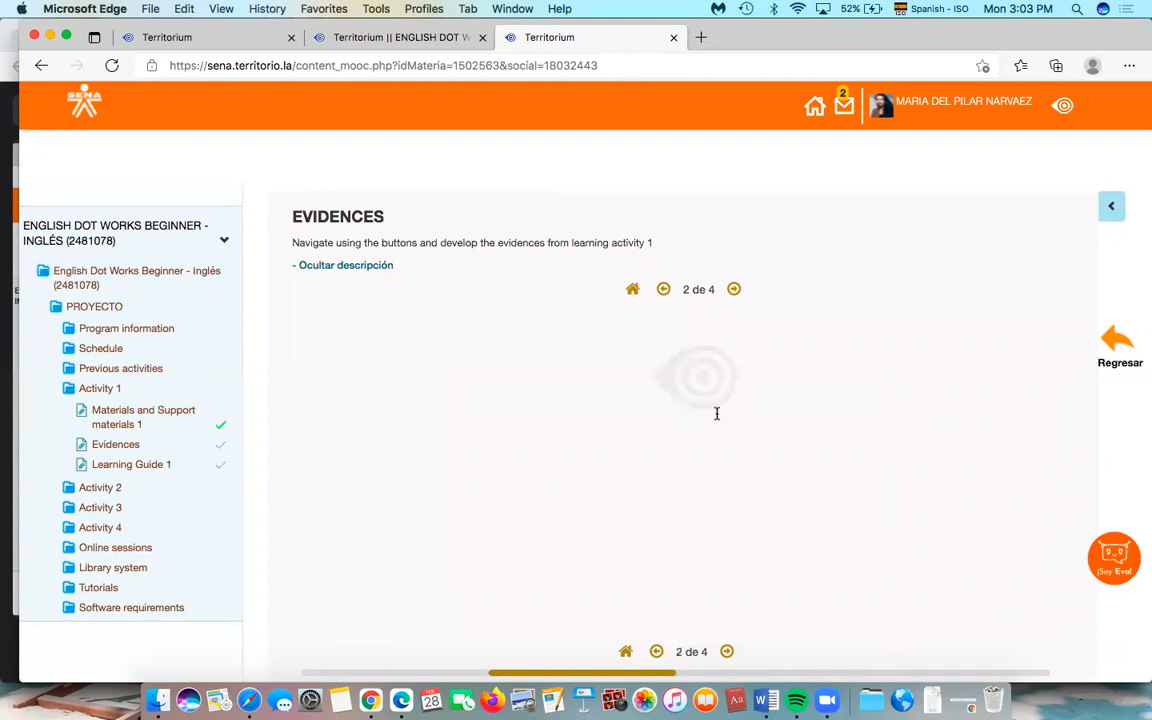 Microsoft Edge File Edit View History Favorites Tools Profiles Tab Window Help 52% Spanish - ISO Mon 3:03 PM
Territorium Territorium || ENGLISH DOT W Territorium
https://sena.territorio.la/content_mooc.php?idMateria=1502563&social=18032443
SENA
2
MARIA DEL PILAR NARVAEZ
ENGLISH DOT WORKS BEGINNER -
INGLÉS (2481078)
English Dot Works Beginner - Inglés
(2481078)
PROYECTO
Program information
Schedule
Previous activities
Activity 1
Materials and Support
materials 1
Evidences
Learning Guide 1
Activity 2
Activity 3
Activity 4
Online sessions
Library system
Tutorials
Software requirements
EVIDENCES
Navigate using the buttons and develop the evidences from learning activity 1
- Ocultar descripción
2 de 4
Regresar
¡Soy Eva!
2 de 4
FEB
28